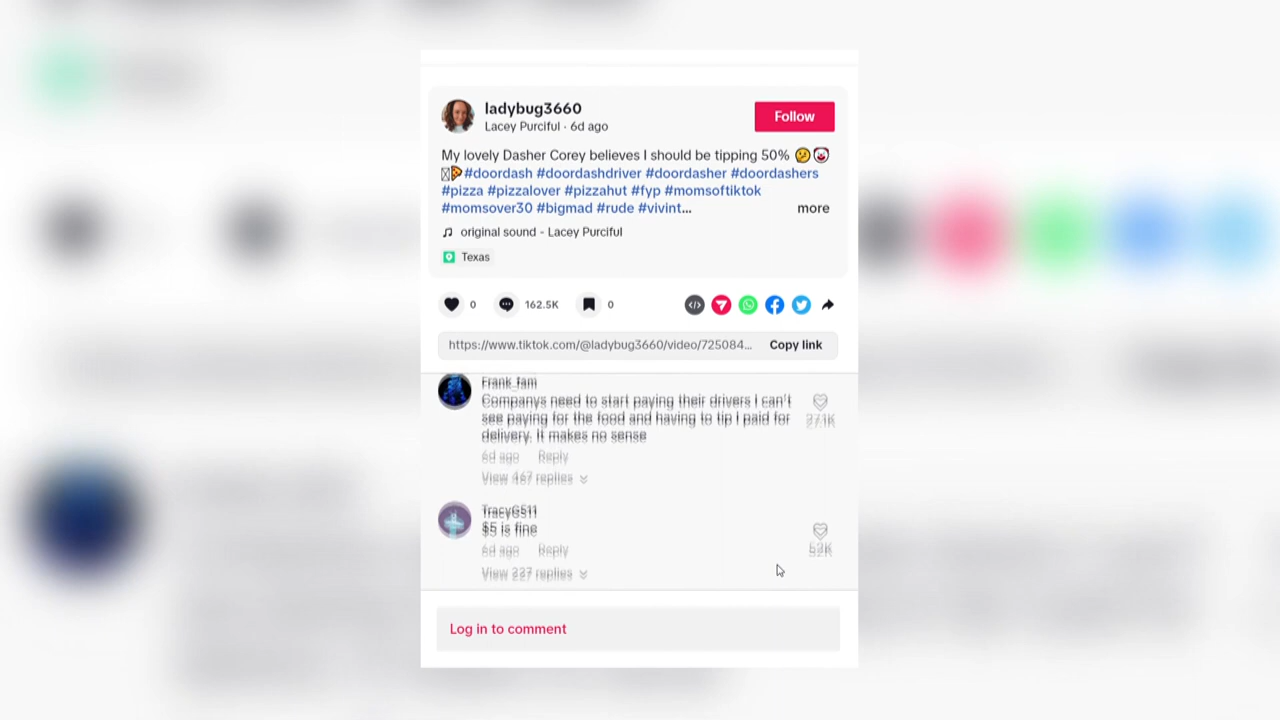 ladybug3660
Lacey Purciful · 6d ago
Follow
My lovely Dasher Corey believes I should be tipping 50% 🫤🤡
🍕#doordash #doordashdriver #doordasher #doordashers
#pizza #pizzalover #pizzahut #fyp #momsoftiktok
#momsover30 #bigmad #rude #vivint...
more
original sound - Lacey Purciful
Texas
0
162.5K
0
https://www.tiktok.com/@ladybug3660/video/725084...
Copy link
Frank_fam
Companys need to start paying their drivers I can't
see paying for the food and having to tip I paid for
delivery. It makes no sense
6d ago Reply
View 467 replies
TracyG511
$5 is fine
6d ago Reply
View 227 replies
Log in to comment